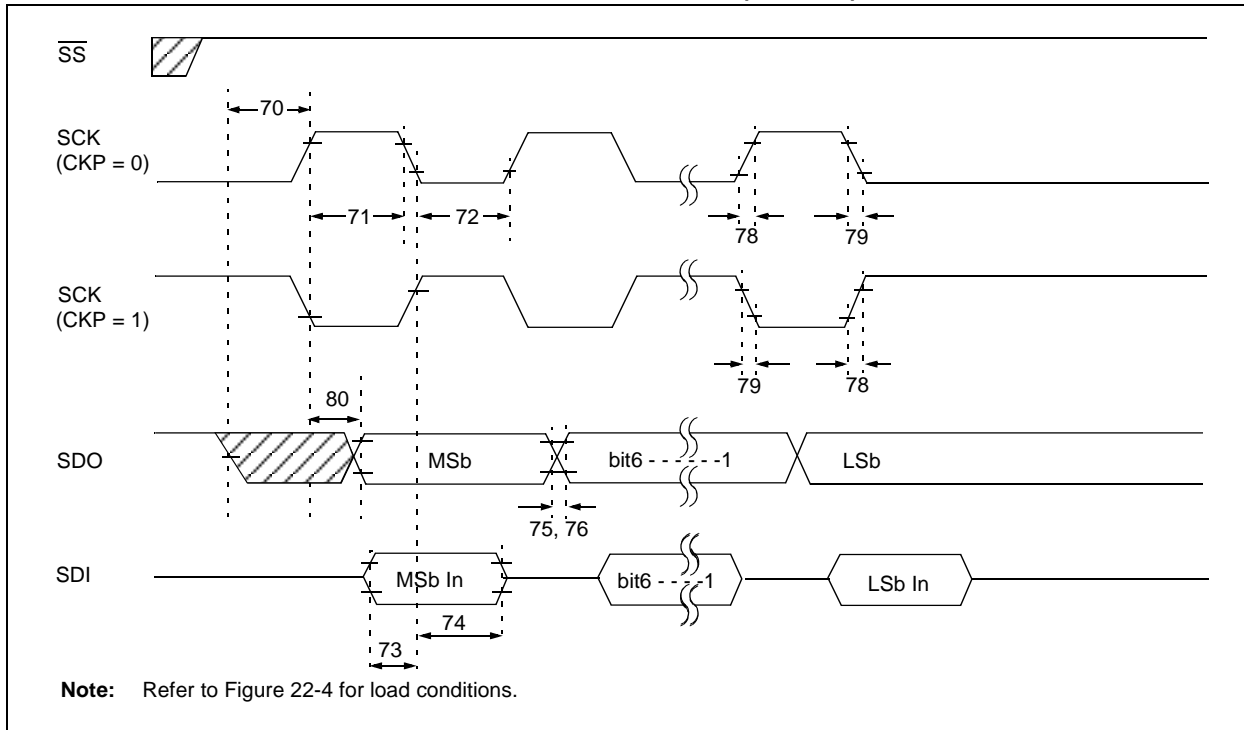 SS
70
SCK
(CKP = 0)
71
72
78
79
SCK
(CKP = 1)
79
78
80
SDO
MSb
bit6 - - - - - -1
LSb
75, 76
SDI
MSb In
bit6 - - - -1
LSb In
74
73
Note: Refer to Figure 22-4 for load conditions.